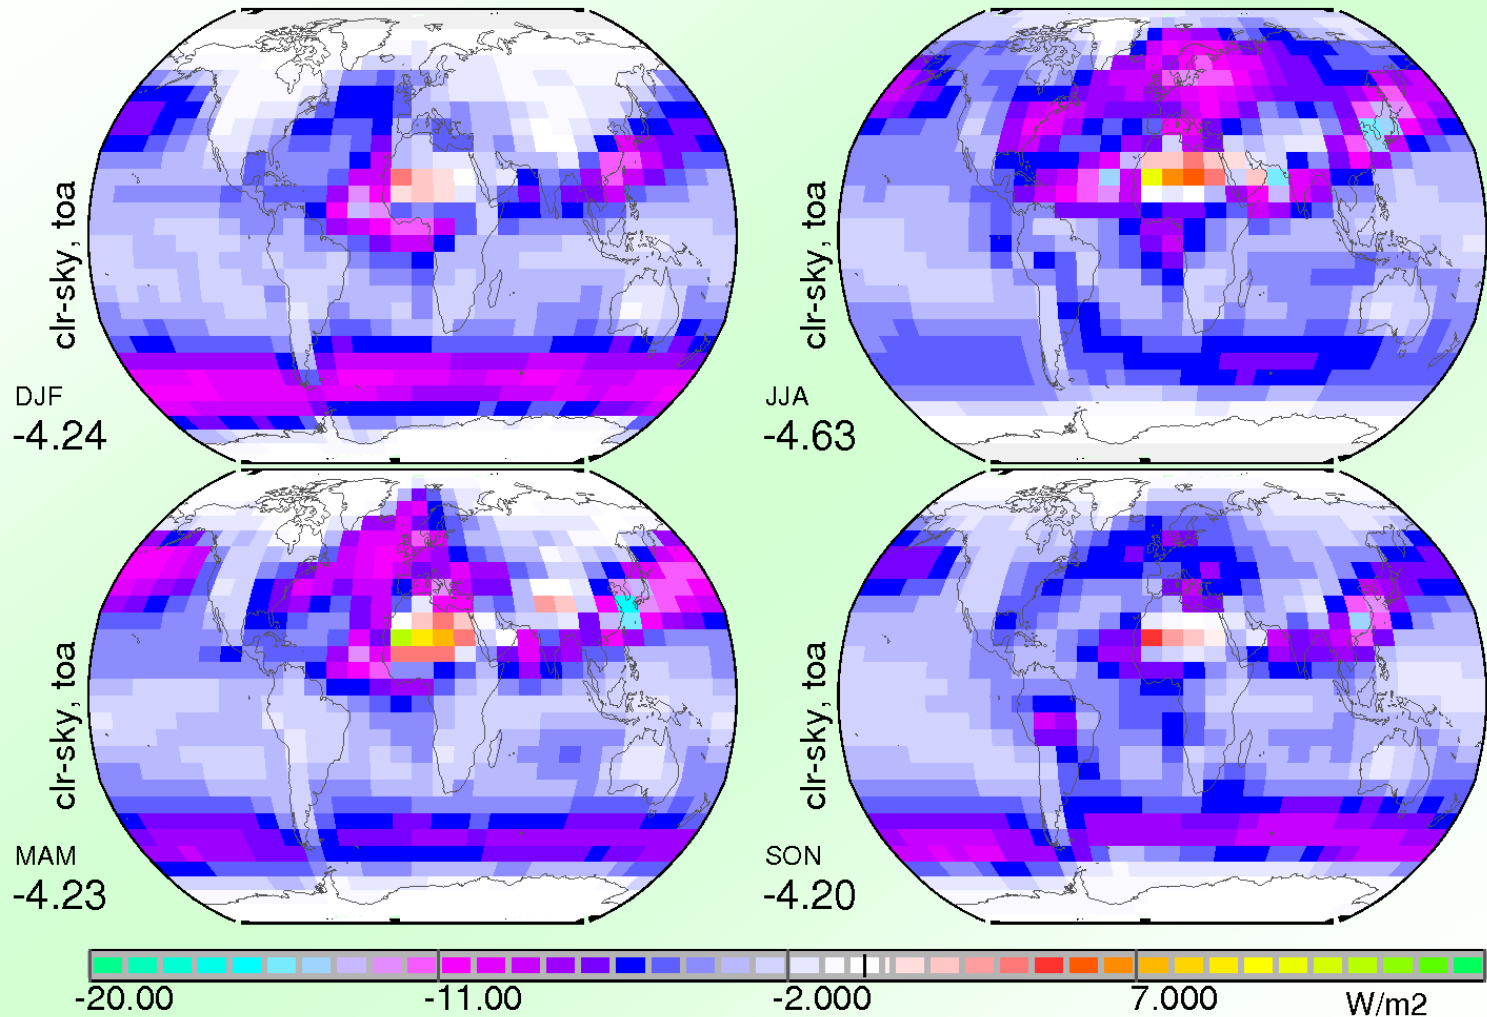 clr-sky, toa
DJF
-4.24
clr-sky, toa
JJA
-4.63
clr-sky, toa
MAM
-4.23
clr-sky, toa
SON
-4.20
-20.00 -11.00 -2.000 7.000 W/m2